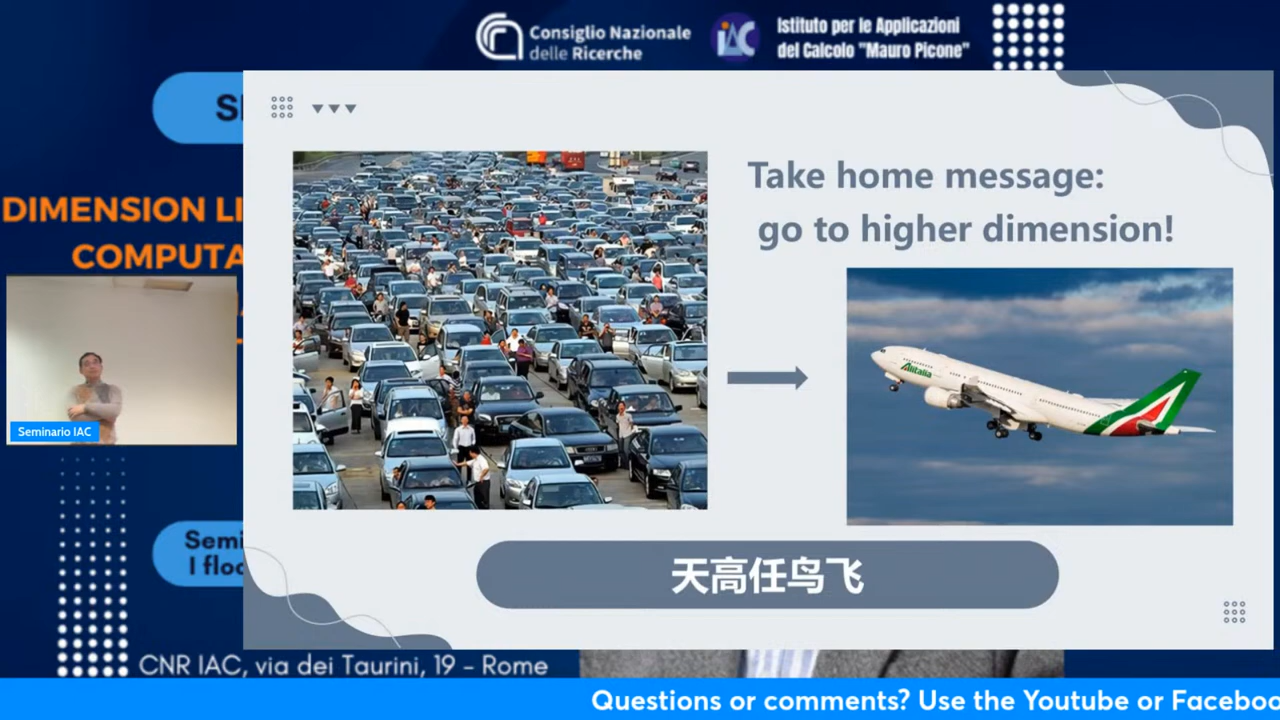 Consiglio Nazionale
delle Ricerche
IAC
Istituto per le Applicazioni
del Calcolo "Mauro Picone"
DIMENSION LI
COMPUTA
Take home message:
go to higher dimension!
Alitalia
Seminario IAC
天高任鸟飞
Semi
I floo
CNR IAC, via dei Taurini, 19 - Rome
Questions or comments? Use the Youtube or Faceboo